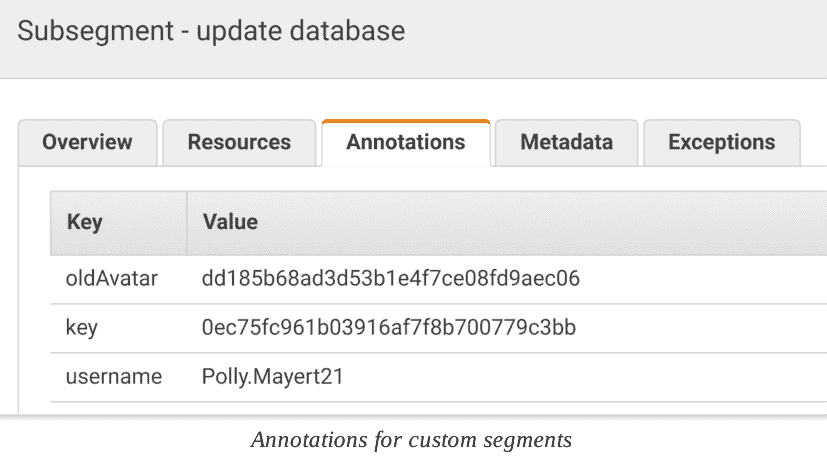 Subsegment - update database
Overview Resources Annotations Metadata Exceptions
Key Value
oldAvatar dd185b68ad3d53b1e4f7ce08fd9aec06
key 0ec75fc961b03916af7f8b700779c3bb
username Polly.Mayert21
Annotations for custom segments